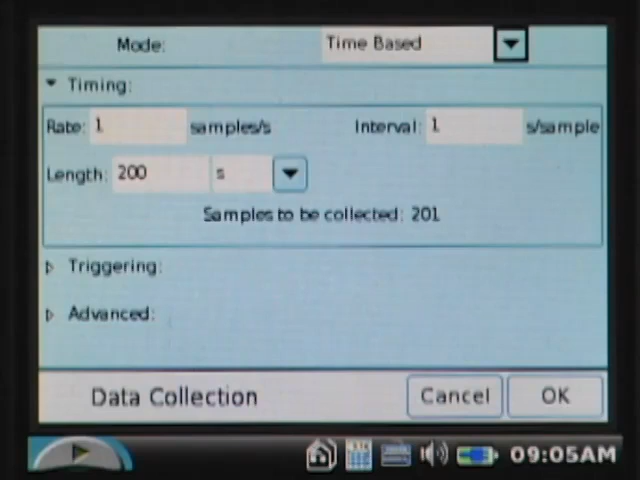 Mode: Time Based
Timing:
Rate: 1 samples/s Interval: 1 s/sample
Length: 200 s
Samples to be collected: 201
Triggering:
Advanced:
Data Collection Cancel OK
09:05AM